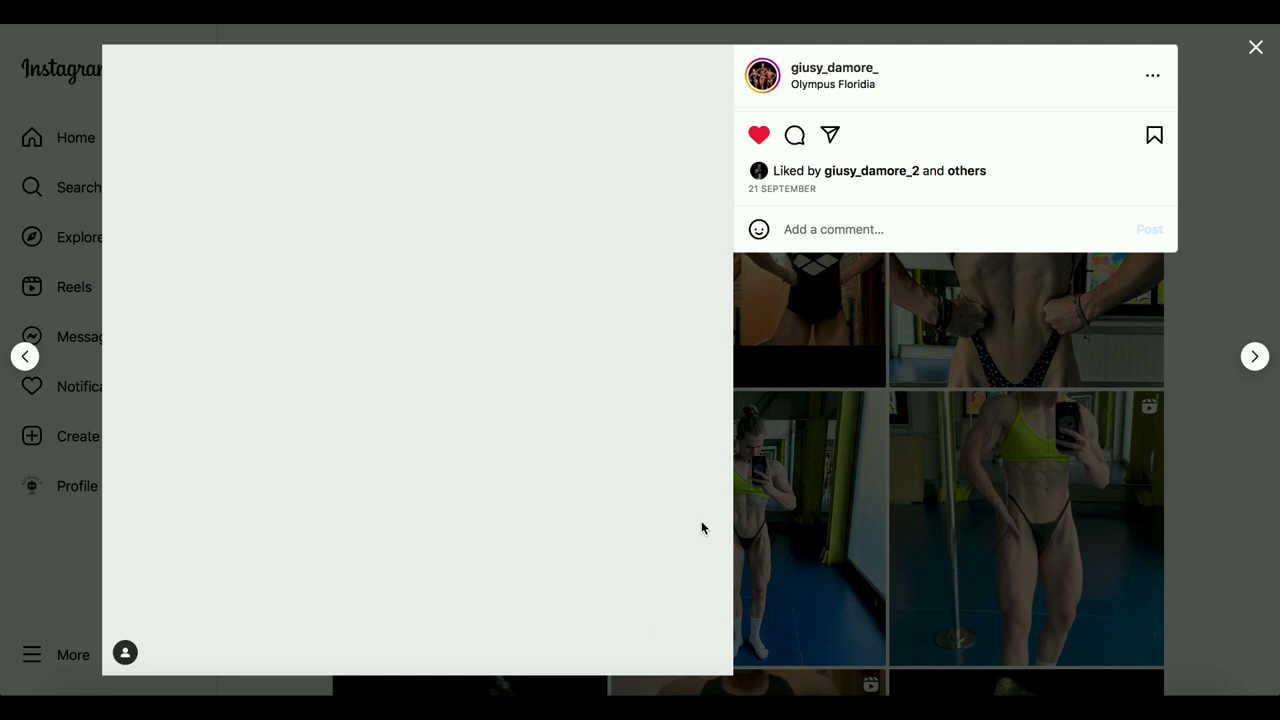 Instagram
Home
Search
Explore
Reels
Messag
Notifica
Create
Profile
More
giusy_damore_
Olympus Floridia
Liked by giusy_damore_2 and others
21 SEPTEMBER
Add a comment...
Post